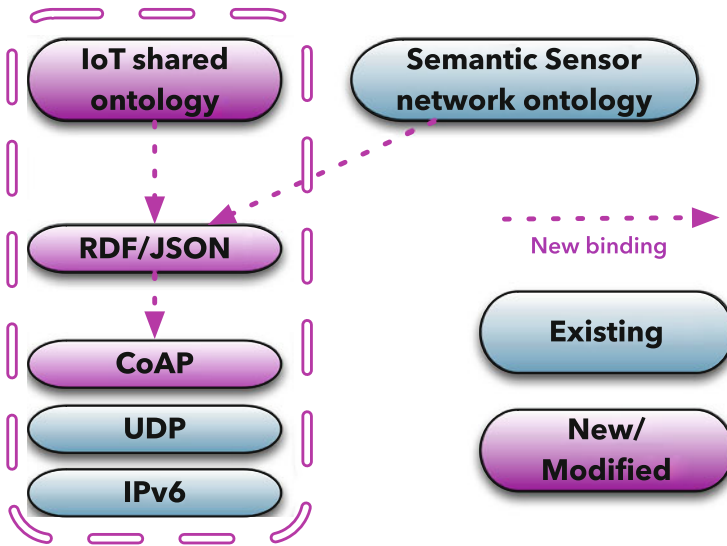 IoT shared
ontology
Semantic Sensor
network ontology
RDF/JSON
New binding
CoAP
Existing
UDP
IPv6
New/
Modified